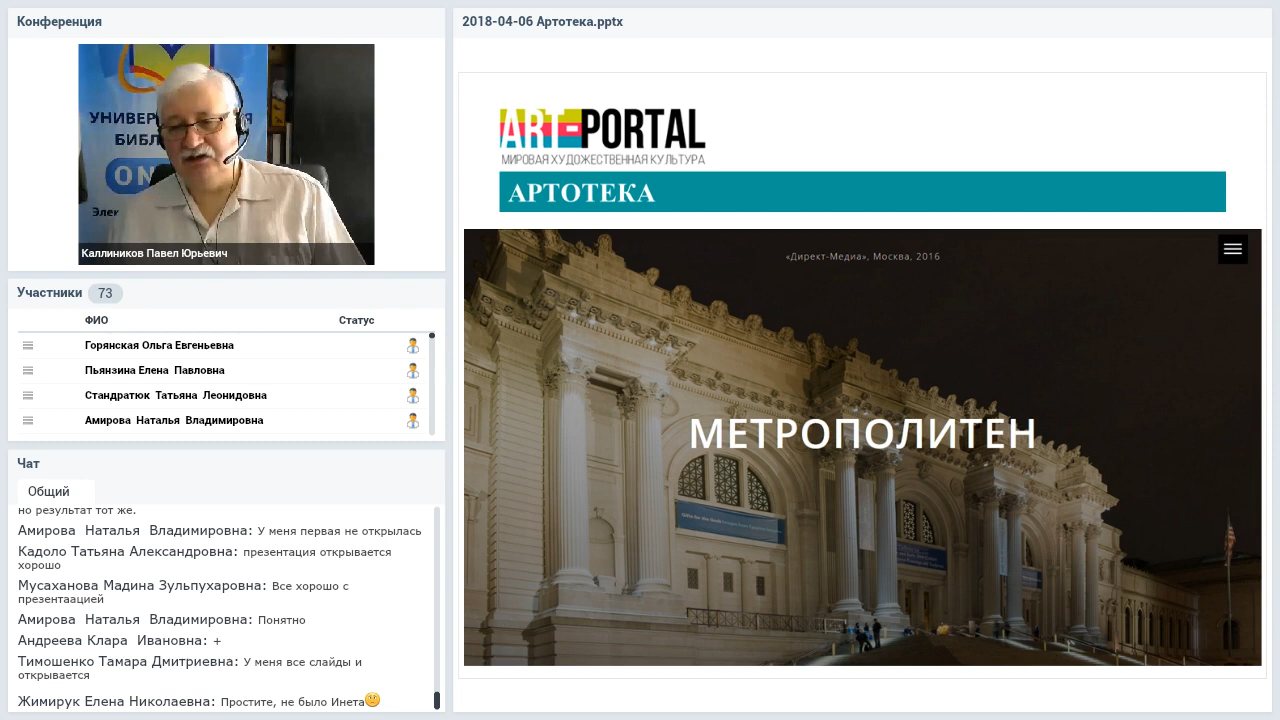 Конференция
УНИВЕР
БИБЛ
ON
Каллиников Павел Юрьевич
Участники 73
ФИО Статус
Горянская Ольга Евгеньевна
Пьянзина Елена Павловна
Стандратюк Татьяна Леонидовна
Амирова Наталья Владимировна
Чат
Общий
но результат тот же.
Амирова Наталья Владимировна: У меня первая не открылась
Кадоло Татьяна Александровна: презентация открывается
хорошо
Мусаханова Мадина Зульпухаровна: Все хорошо с
презентаацией
Амирова Наталья Владимировна: Понятно
Андреева Клара Ивановна: +
Тимошенко Тамара Дмитриевна: У меня все слайды и
открывается
Жимирук Елена Николаевна: Простите, не было Инета
2018-04-06 Артотека.pptx
ART-PORTAL
МИРОВАЯ ХУДОЖЕСТВЕННАЯ КУЛЬТУРА
АРТОТЕКА
«Директ-Медиа», Москва, 2016
МЕТРОПОЛИТЕН